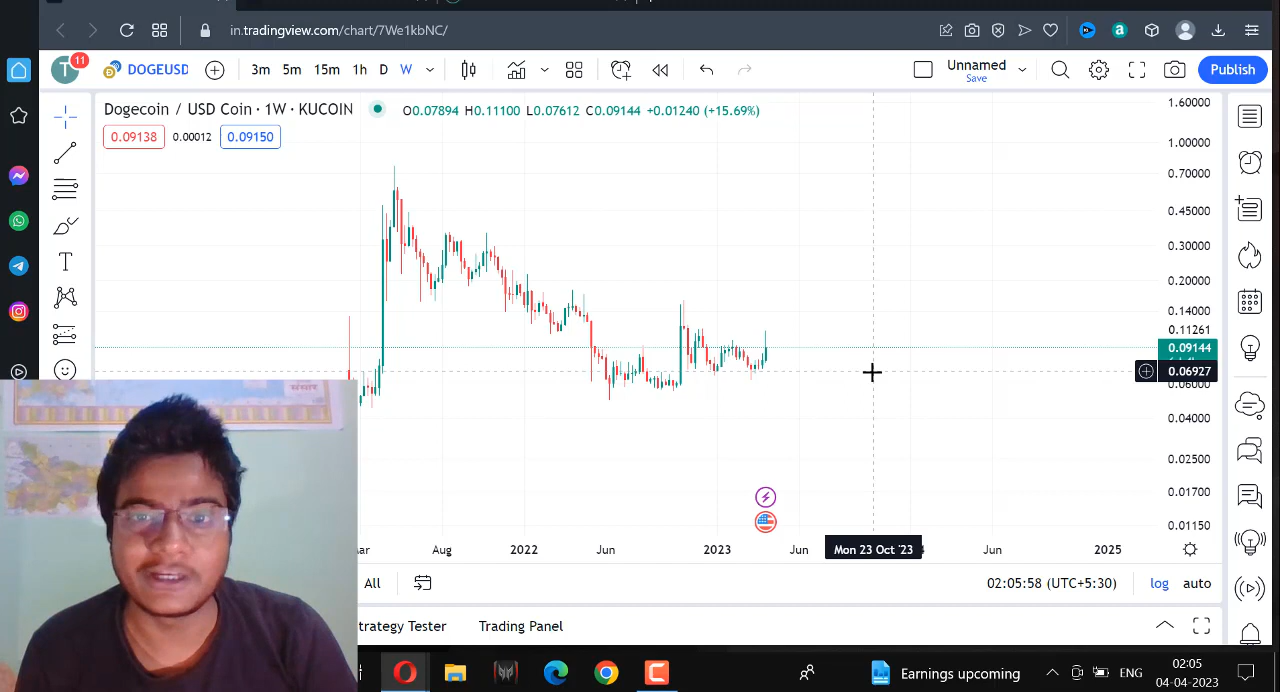 in.tradingview.com/chart/7We1kbNC/
T 11 DOGEUSD 3m 5m 15m 1h D W Unnamed Save Publish
Dogecoin / USD Coin · 1W · KUCOIN O0.07894 H0.11100 L0.07612 C0.09144 +0.01240 (+15.69%)
0.09138 0.00012 0.09150
1.60000
1.00000
0.70000
0.45000
0.30000
0.20000
0.14000
0.11261
0.09144
0.06927
0.06000
0.04000
0.02500
0.01700
0.01150
Aug 2022 Jun 2023 Jun Mon 23 Oct '23 Jun 2025
All 02:05:58 (UTC+5:30) log auto
trategy Tester Trading Panel
Earnings upcoming ENG 02:05
04-04-2023